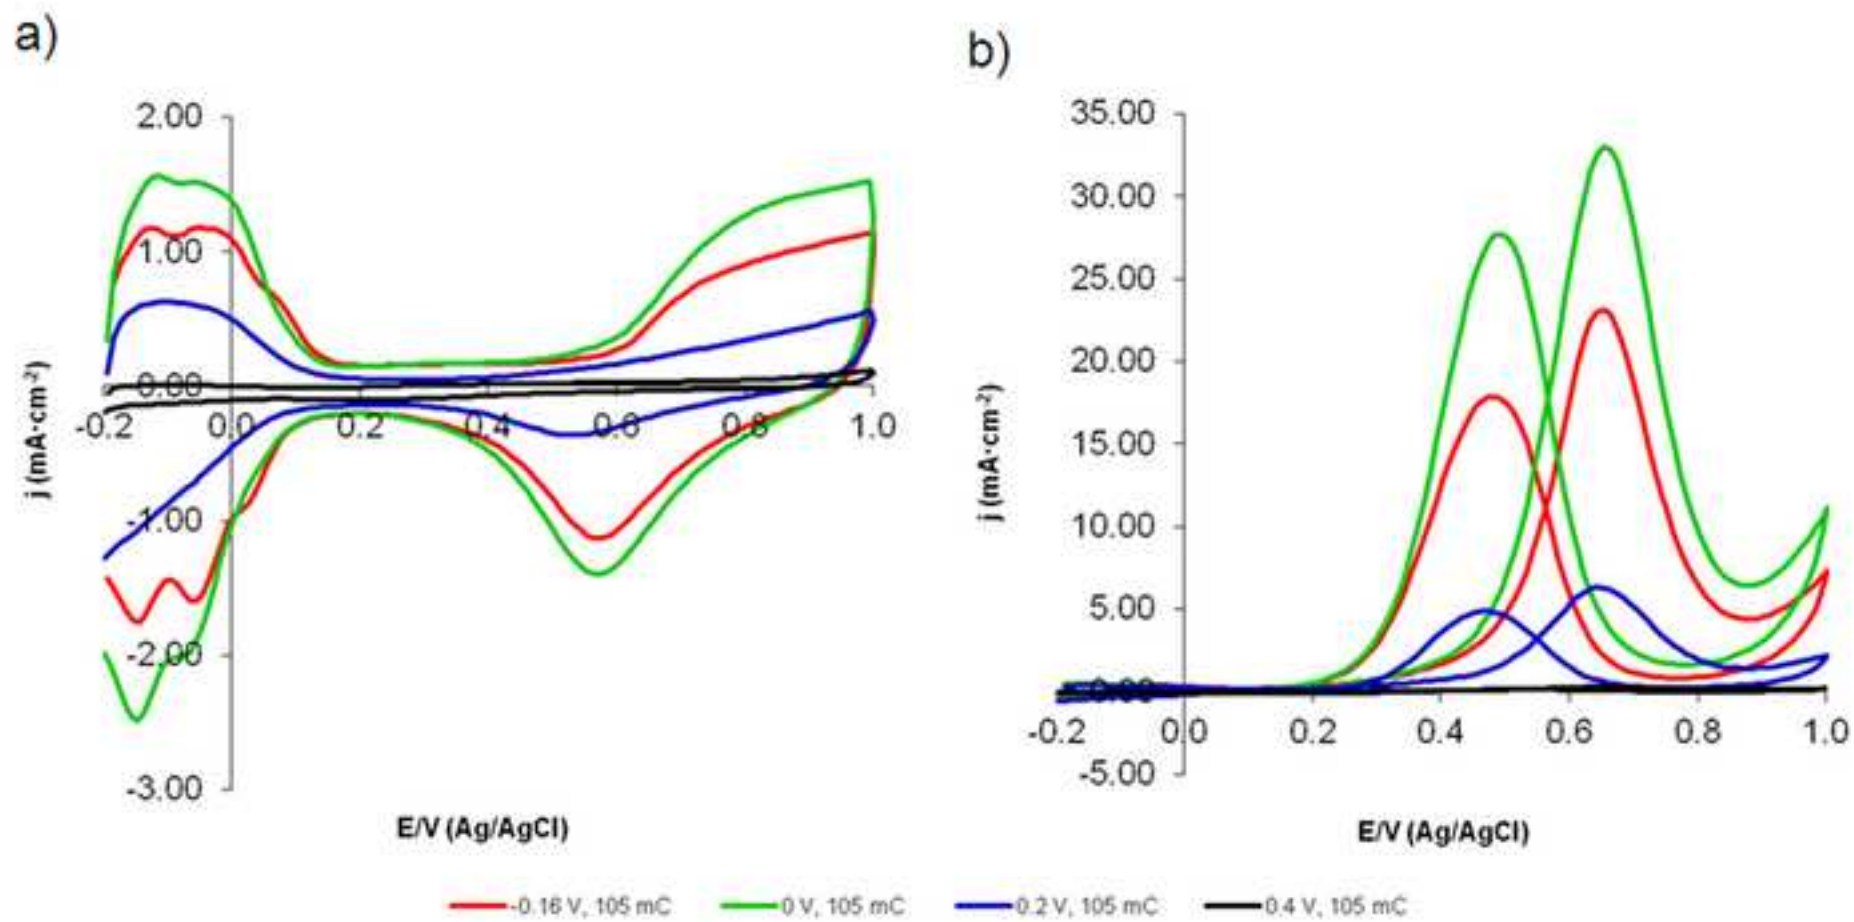 a)
2.00
1.00
0.00
-0.2 0.0 0.2 0.4 0.6 0.8 1.0
-1.00
-2.00
-3.00
j (mA·cm-2)
E/V (Ag/AgCl)
b)
35.00
30.00
25.00
20.00
15.00
10.00
5.00
0.00
-0.2 0.0 0.2 0.4 0.6 0.8 1.0
-5.00
j (mA·cm-2)
E/V (Ag/AgCl)
-0.16 V, 105 mC 0 V, 105 mC 0.2 V, 105 mC 0.4 V, 105 mC